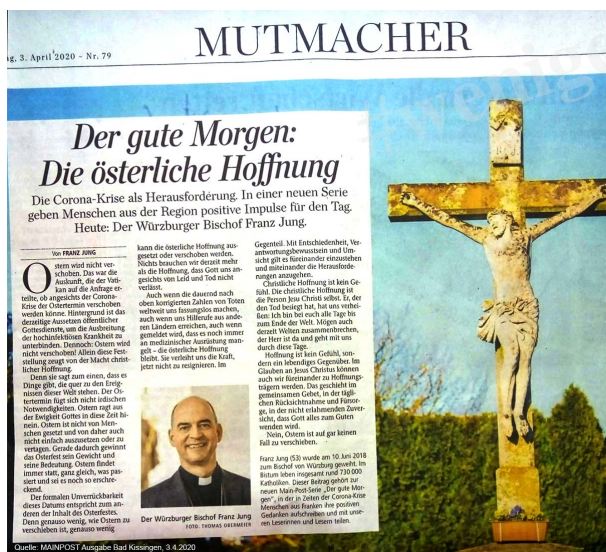 ag, 3. April 2020 - Nr. 79
MUTMACHER
#wenige
Der gute Morgen:
Die österliche Hoffnung
Die Corona-Krise als Herausforderung. In einer neuen Serie
geben Menschen aus der Region positive Impulse für den Tag.
Heute: Der Würzburger Bischof Franz Jung.
Von FRANZ JUNG
Ostern wird nicht ver-
schoben. Das war die
Auskunft, die der Vati-
kan auf die Anfrage er-
teilte, ob angesichts der Corona-
Krise der Ostertermin verschoben
werden könne. Hintergrund ist das
derzeitige Aussetzen öffentlicher
Gottesdienste, um die Ausbreitung
der hochinfektiösen Krankheit zu
unterbinden. Dennoch: Ostern wird
nicht verschoben! Allein diese Fest-
stellung zeugt von der Macht christ-
licher Hoffnung.
Denn sie sagt zum einen, dass es
Dinge gibt, die quer zu den Ereignis-
sen dieser Welt stehen. Der Os-
tertermin fügt sich nicht irdischen
Notwendigkeiten. Ostern ragt aus
der Ewigkeit Gottes in diese Zeit hi-
nein. Ostern ist nicht von Men-
schen gesetzt und von daher auch
nicht einfach auszusetzen oder zu
vertagen. Gerade dadurch gewinnt
das Osterfest sein Gewicht und
seine Bedeutung. Ostern findet
immer statt, ganz gleich, was pas-
siert und sei es noch so erschre-
ckend.
Der formalen Unverrückbarkeit
dieses Datums entspricht zum an-
deren der Inhalt des Osterfestes.
Denn genauso wenig, wie Ostern zu
verschieben ist, genauso wenig
kann die österliche Hoffnung aus-
gesetzt oder verschoben werden.
Nichts brauchen wir derzeit mehr
als die Hoffnung, dass Gott uns an-
gesichts von Leid und Tod nicht
verlässt.
Auch wenn die dauernd nach
oben korrigierten Zahlen von Toten
weltweit uns fassungslos machen,
auch wenn uns Hilferufe aus ande-
ren Ländern erreichen, auch wenn
gemeldet wird, dass es noch immer
an medizinischer Ausrüstung man-
gelt – die österliche Hoffnung
bleibt. Sie verleiht uns die Kraft,
jetzt nicht zu resignieren. Im
Der Würzburger Bischof Franz Jung
FOTO: THOMAS OBERMEIER
Gegenteil. Mit Entschiedenheit, Ver-
antwortungsbewusstsein und Um-
sicht gilt es füreinander einzustehen
und miteinander die Herausforde-
rungen anzugehen.
Christliche Hoffnung ist kein Ge-
fühl. Die christliche Hoffnung ist
die Person Jesu Christi selbst. Er, der
den Tod besiegt hat, hat uns verhei-
ßen: Ich bin bei euch alle Tage bis
zum Ende der Welt. Mögen auch
derzeit Welten zusammenbrechen,
der Herr ist da und geht mit uns
durch diese Tage.
Hoffnung ist kein Gefühl, son-
dern ein lebendiges Gegenüber. Im
Glauben an Jesus Christus können
auch wir füreinander zu Hoffnungs-
trägern werden. Das geschieht im
gemeinsamen Gebet, in der tägli-
chen Rücksichtnahme und Fürsor-
ge, in der nicht erlahmenden Zuver-
sicht, dass Gott alles zum Guten
wenden wird.
Nein, Ostern ist auf gar keinen
Fall zu verschieben.
Franz Jung (53) wurde am 10. Juni 2018
zum Bischof von Würzburg geweiht. Im
Bistum leben insgesamt rund 730 000
Katholiken. Dieser Beitrag gehört zur
neuen Main-Post-Serie „Der gute Mor-
gen“, in der in Zeiten der Corona-Krise
Menschen aus Franken ihre positiven
Gedanken aufschreiben und mit unse-
ren Leserinnen und Lesern teilen.
Quelle: MAINPOST Ausgabe Bad Kissingen, 3.4.2020